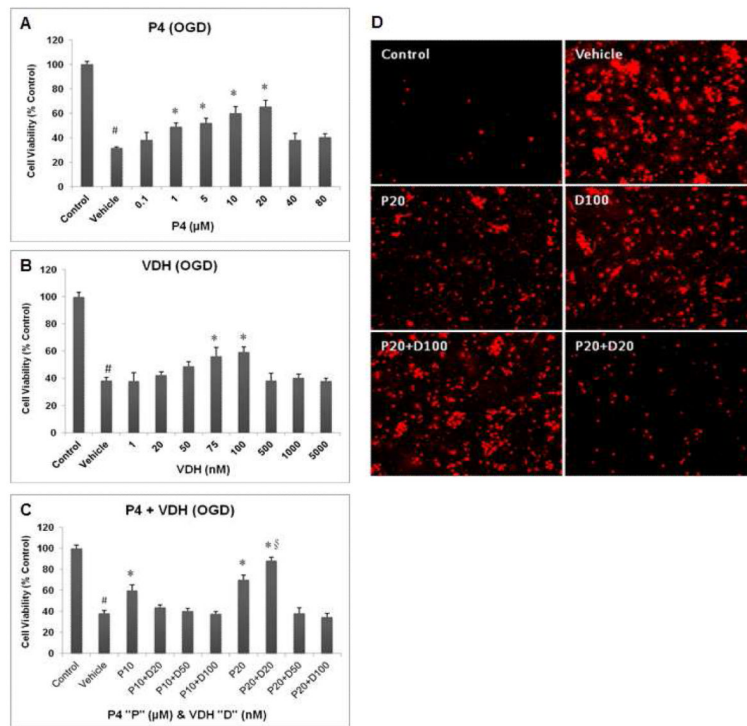 A
P4 (OGD)
Cell Viability (% Control)
120
100
80
60
40
20
0
#
*
*
*
*
Control
Vehicle
0.1
1
5
10
20
40
80
P4 (µM)
B
VDH (OGD)
Cell Viability (% Control)
120
100
80
60
40
20
0
#
*
*
Control
Vehicle
1
20
50
75
100
500
1000
5000
VDH (nM)
C
P4 + VDH (OGD)
Cell Viability (% Control)
120
100
80
60
40
20
0
#
*
*
*§
Control
Vehicle
P10
P10+D20
P10+D50
P10+D100
P20
P20+D20
P20+D50
P20+D100
P4 "P" (µM) & VDH "D" (nM)
D
Control
Vehicle
P20
D100
P20+D100
P20+D20